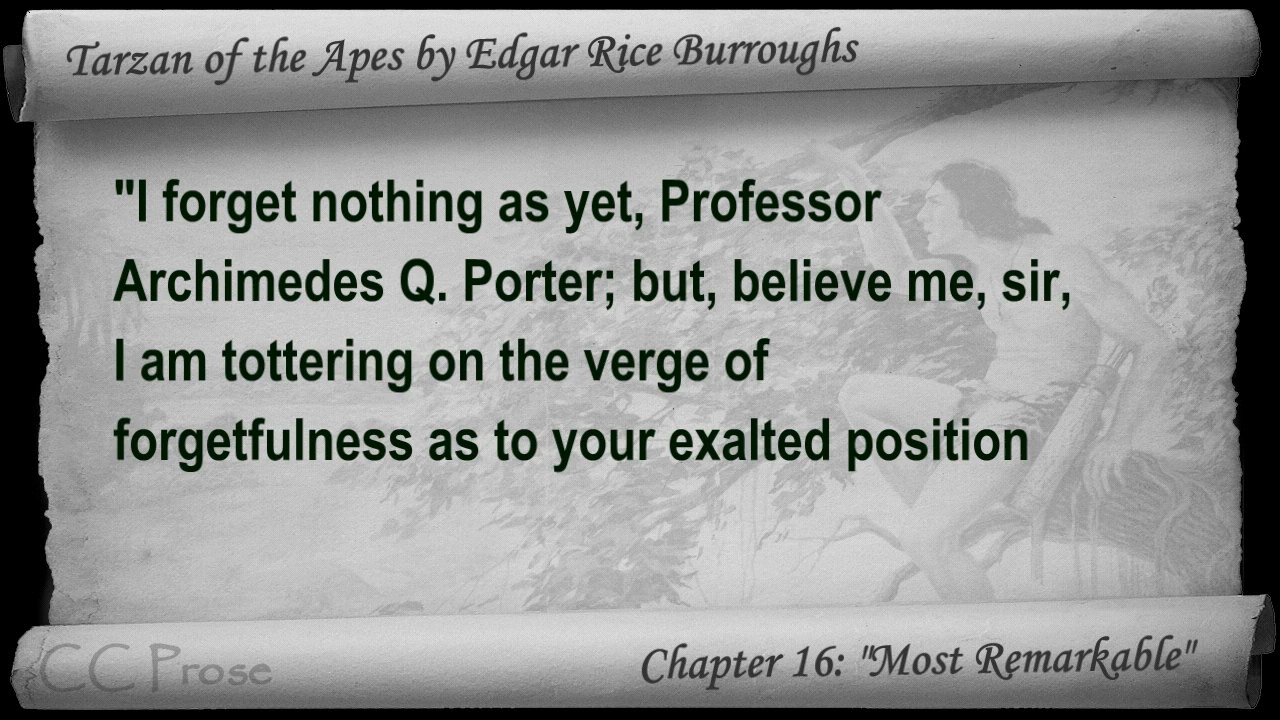 Tarzan of the Apes by Edgar Rice Burroughs
"I forget nothing as yet, Professor
Archimedes Q. Porter; but, believe me, sir,
I am tottering on the verge of
forgetfulness as to your exalted position
CC Prose
Chapter 16: "Most Remarkable"